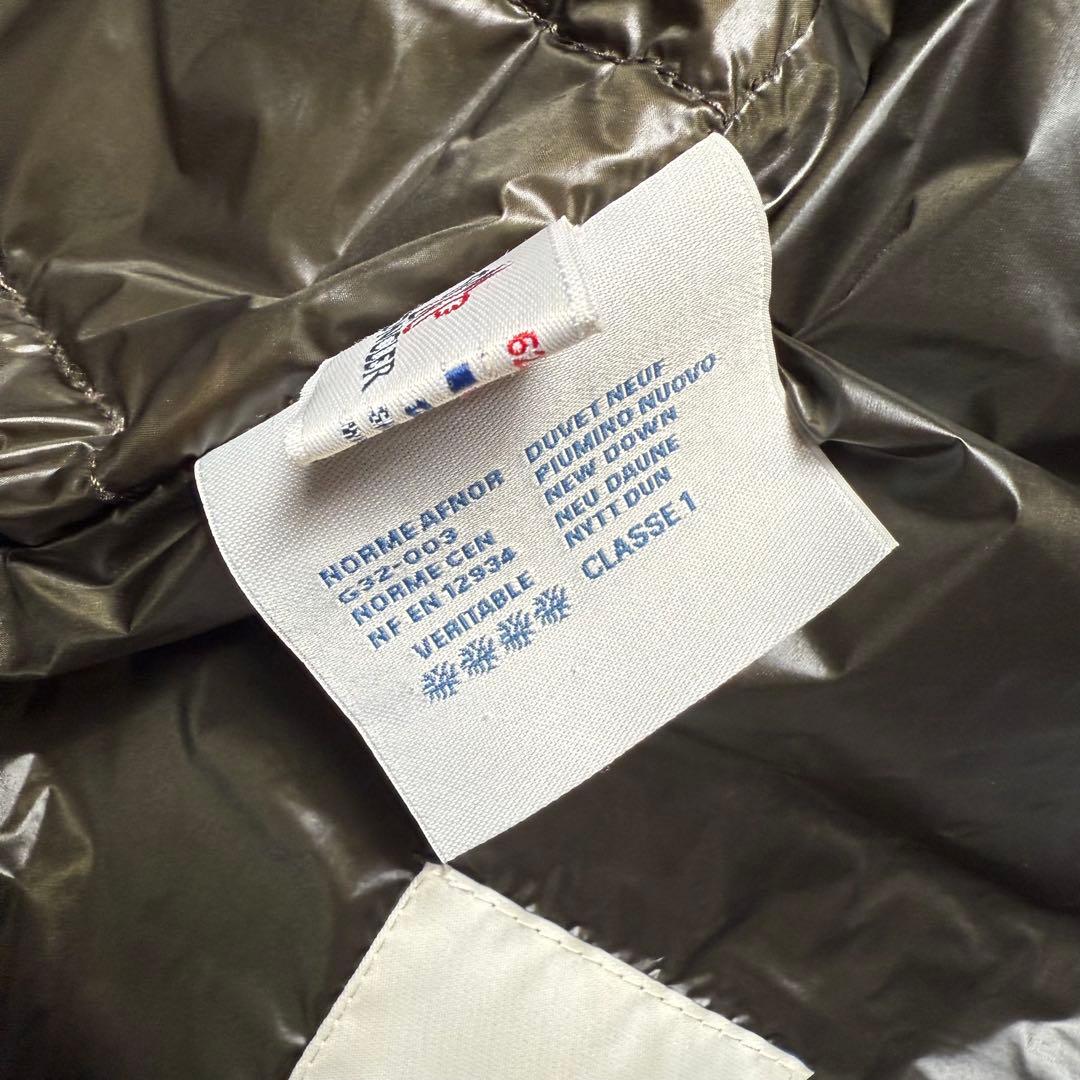 NORME AFNOR
G32-003
NORME CEN
NF EN 12934
VERITABLE
DUVET NEUF
PIUMINO NUOVO
NEW DOWN
NEU DAUNE
NYTT DUN
CLASSE 1